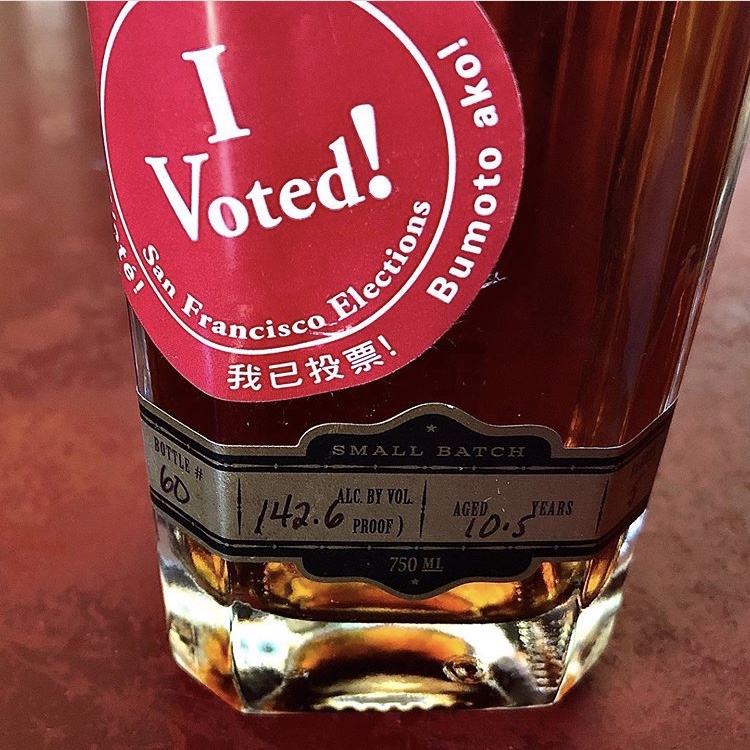 I
Voted!
San Francisco Elections
Bumoto ako!
我已投票!
SMALL BATCH
BOTTLE #
60
142.6
ALC. BY VOL.
PROOF )
AGED 10.5 YEARS
750 ML